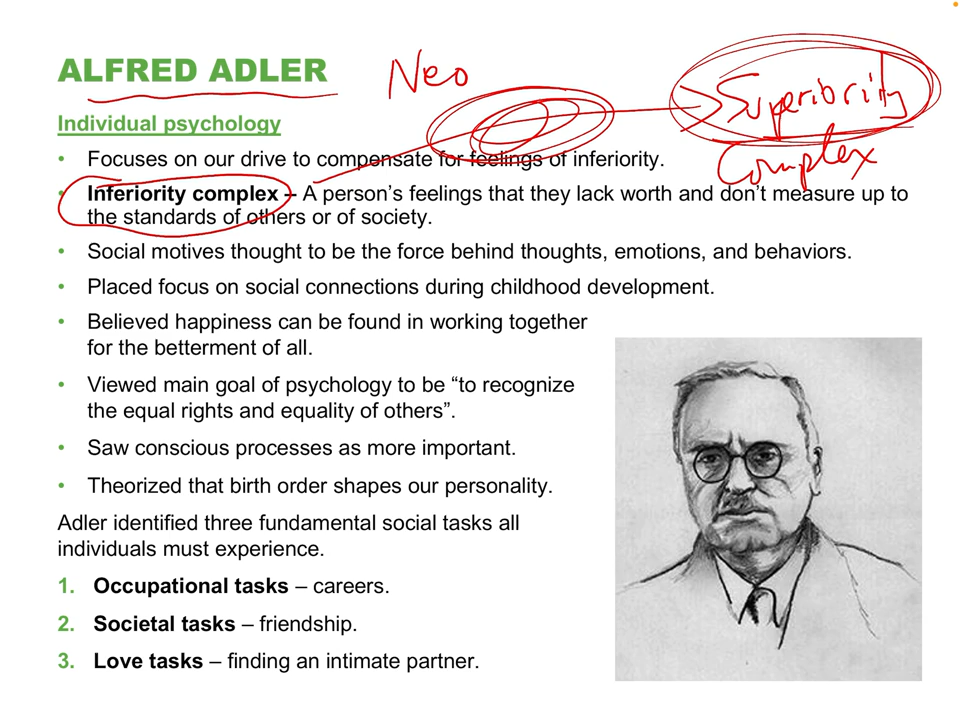 ALFRED ADLER
Neo
Superiority
Complex
Individual psychology
• Focuses on our drive to compensate for feelings of inferiority.
• Inferiority complex – A person’s feelings that they lack worth and don’t measure up to
the standards of others or of society.
• Social motives thought to be the force behind thoughts, emotions, and behaviors.
• Placed focus on social connections during childhood development.
• Believed happiness can be found in working together
for the betterment of all.
• Viewed main goal of psychology to be “to recognize
the equal rights and equality of others”.
• Saw conscious processes as more important.
• Theorized that birth order shapes our personality.
Adler identified three fundamental social tasks all
individuals must experience.
1. Occupational tasks – careers.
2. Societal tasks – friendship.
3. Love tasks – finding an intimate partner.